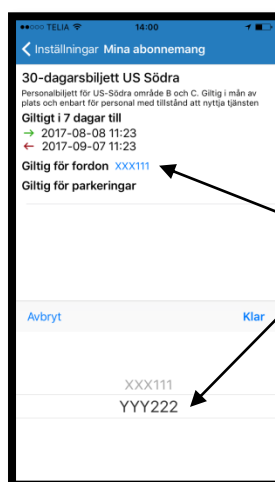 TELIA 14:00
Inställningar Mina abonnemang
30-dagarsbiljett US Södra
Personalbiljett för US-Södra område B och C. Giltig i mån av
plats och enbart för personal med tillstånd att nyttja tjänsten
Giltigt i 7 dagar till
→ 2017-08-08 11:23
← 2017-09-07 11:23
Giltig för fordon XXX111
Giltig för parkeringar
Avbryt Klar
XXX111
YYY222